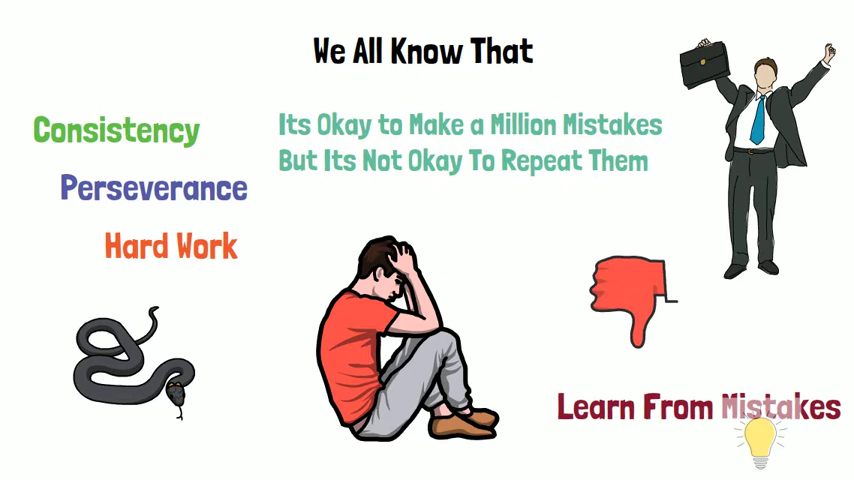 We All Know That
Consistency
Perseverance
Hard Work
Its Okay to Make a Million Mistakes
But Its Not Okay To Repeat Them
Learn From Mistakes